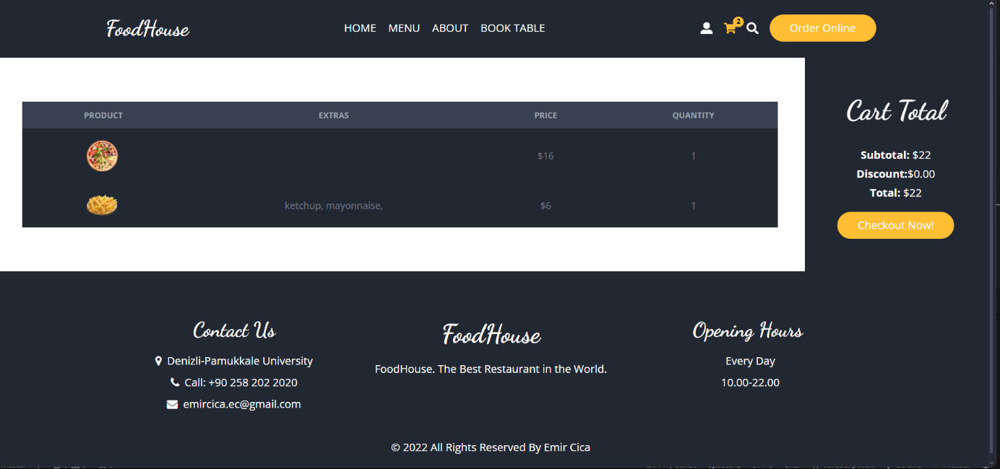 FoodHouse
HOME MENU ABOUT BOOK TABLE
2
Order Online
PRODUCT EXTRAS PRICE QUANTITY
$16 1
ketchup, mayonnaise, $6 1
Cart Total
Subtotal: $22
Discount:$0.00
Total: $22
Checkout Now!
Contact Us
Denizli-Pamukkale University
Call: +90 258 202 2020
emircica.ec@gmail.com
FoodHouse
FoodHouse. The Best Restaurant in the World.
Opening Hours
Every Day
10.00-22.00
© 2022 All Rights Reserved By Emir Cica